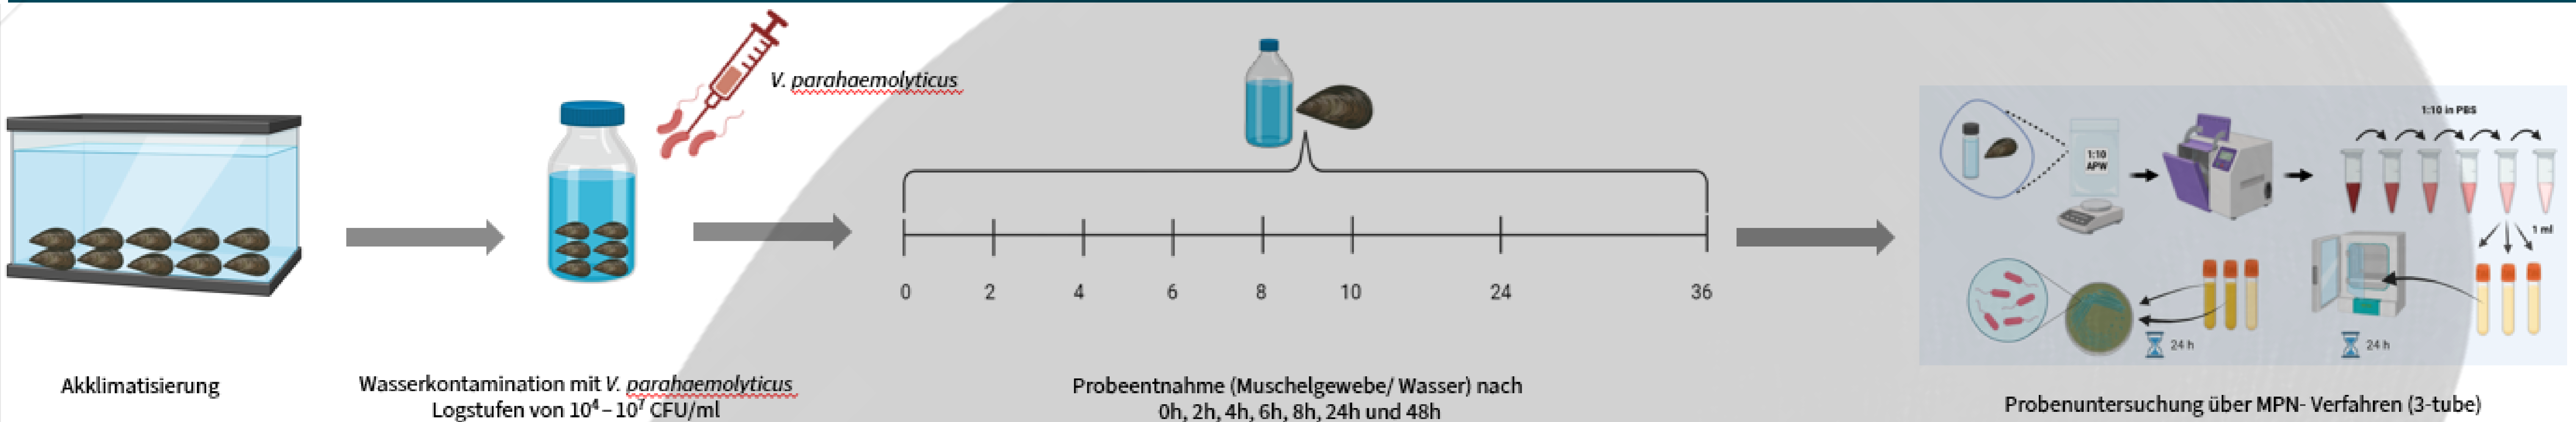 V. parahaemolyticus
1:10 in PBS
1:10
APW
1 ml
0 2 4 6 8 10 24 36
24 h
24 h
Akklimatisierung
Wasserkontamination mit V. parahaemolyticus
Logstufen von 10⁴ – 10⁷ CFU/ml
Probeentnahme (Muschelgewebe/ Wasser) nach
0h, 2h, 4h, 6h, 8h, 24h und 48h
Probenuntersuchung über MPN- Verfahren (3-tube)